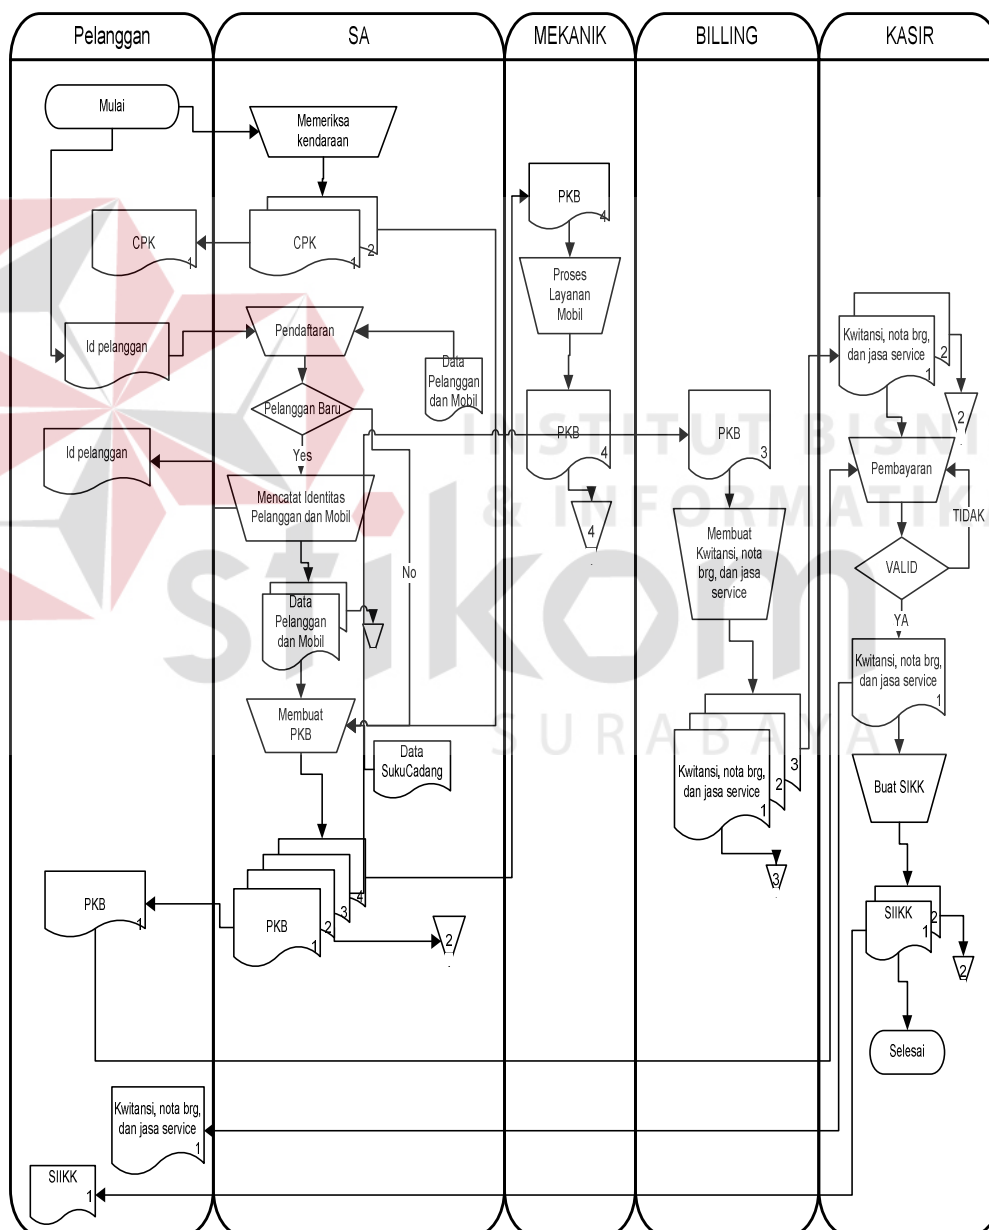 Pelanggan
SA
MEKANIK
BILLING
KASIR
Mulai
Memeriksa
kendaraan
PKB
4
CPK
1
CPK
1
2
Proses
Layanan
Mobil
Id pelanggan
Pendaftaran
Data
Pelanggan
dan Mobil
Kwitansi, nota brg,
dan jasa service
1
2
2
Pelanggan Baru
Yes
No
PKB
4
4
PKB
3
Id pelanggan
Mencatat Identitas
Pelanggan dan Mobil
Pembayaran
TIDAK
VALID
YA
Membuat
Kwitansi, nota
brg, dan jasa
service
Data
Pelanggan
dan Mobil
Kwitansi, nota brg,
dan jasa service
1
Membuat
PKB
Data
SukuCadang
Kwitansi, nota brg,
dan jasa service
1
2
3
3
Buat SIKK
PKB
1
PKB
1
2
3
4
2
SIIKK
1
2
2
Selesai
Kwitansi, nota brg,
dan jasa service
1
SIIKK
1
INSTITUT BISNI
& INFORMATIK
stikom
SURABAYA